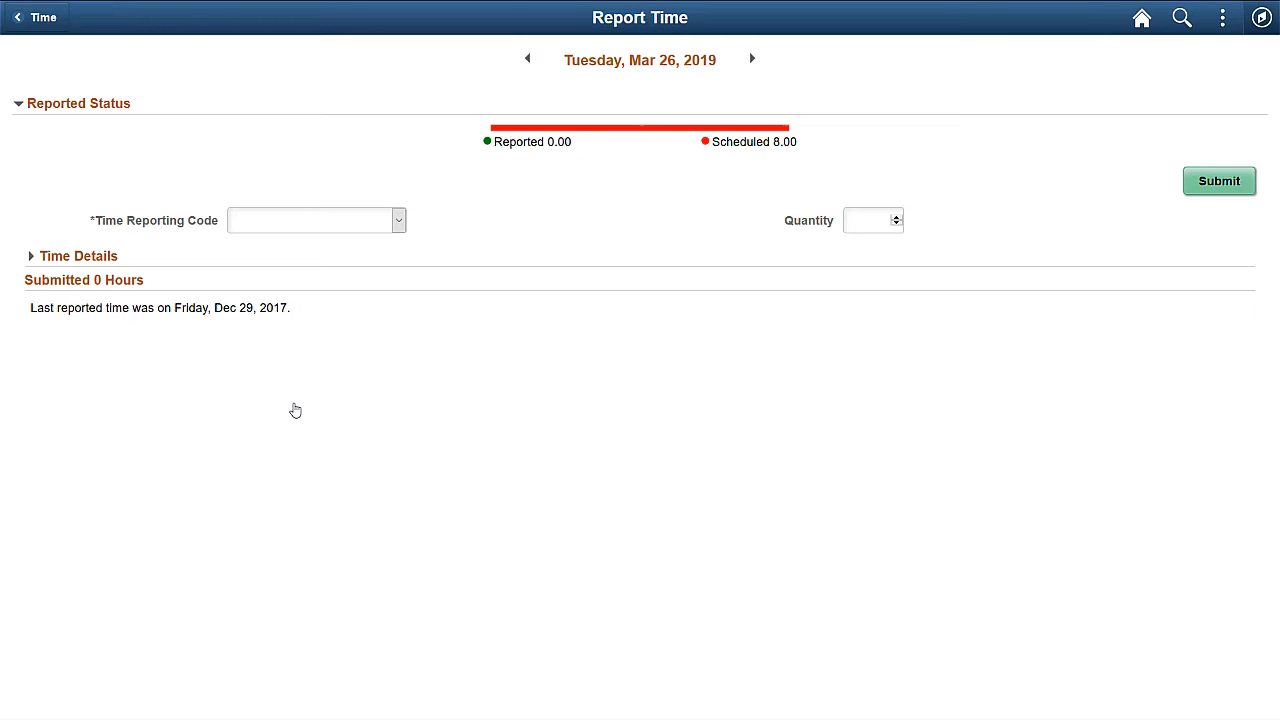 Time
Report Time
Tuesday, Mar 26, 2019
Reported Status
Reported 0.00
Scheduled 8.00
Submit
*Time Reporting Code
Quantity
Time Details
Submitted 0 Hours
Last reported time was on Friday, Dec 29, 2017.